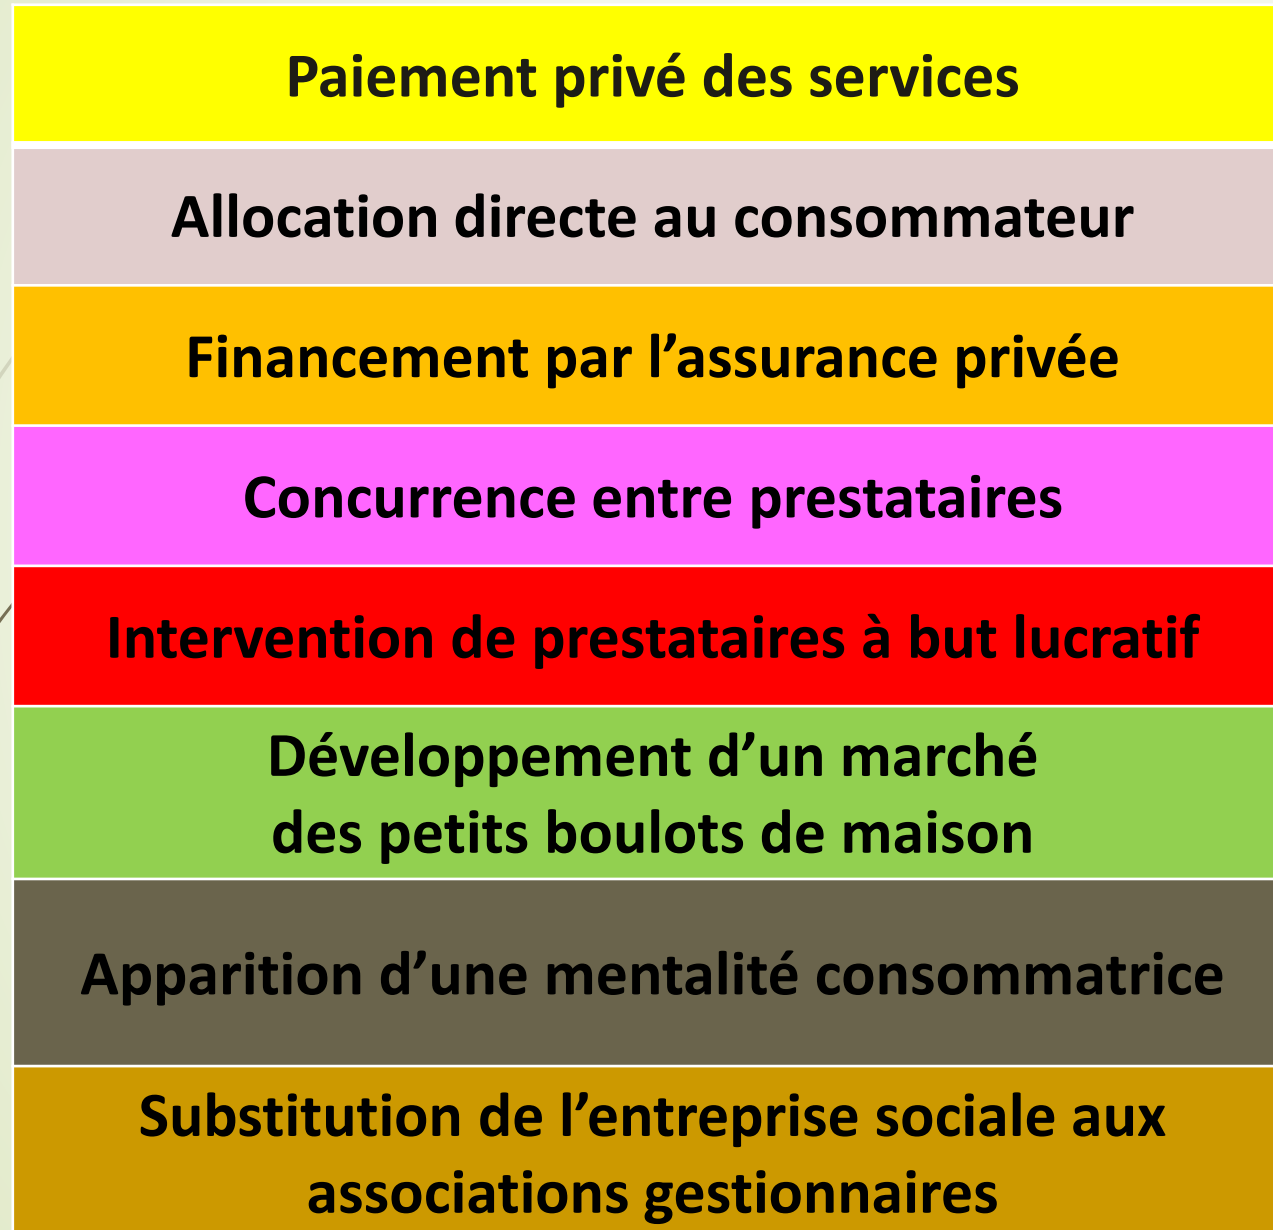 Paiement privé des services
Allocation directe au consommateur
Financement par l’assurance privée
Concurrence entre prestataires
Intervention de prestataires à but lucratif
Développement d’un marché
des petits boulots de maison
Apparition d’une mentalité consommatrice
Substitution de l’entreprise sociale aux
associations gestionnaires